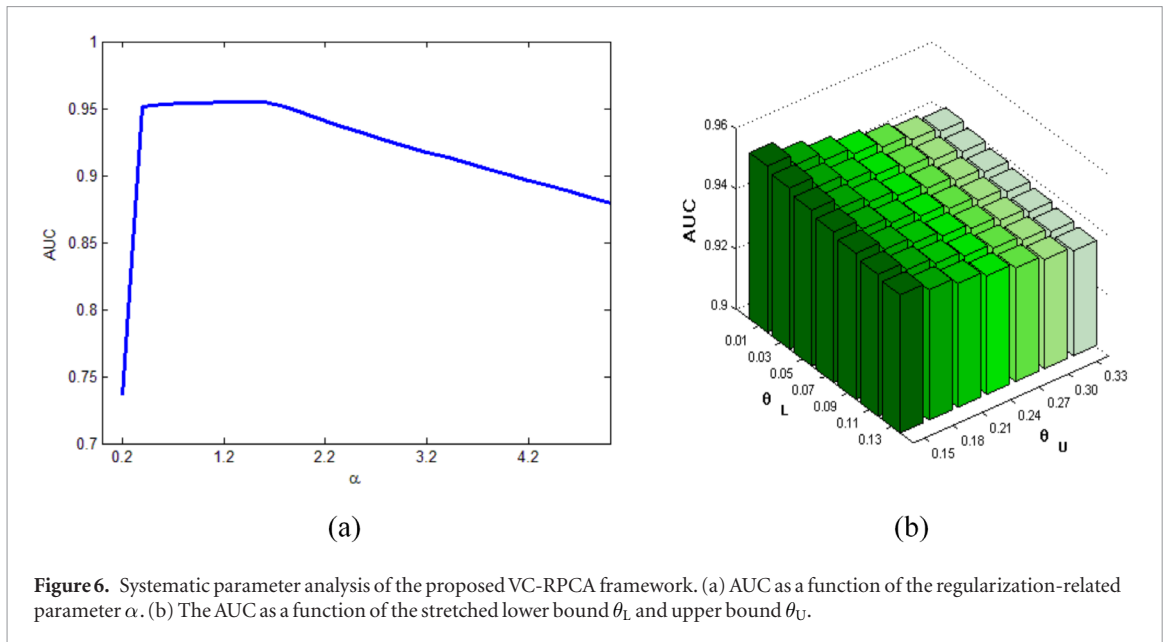 1
0.95
0.9
0.85
0.8
0.75
0.7
AUC
0.2 1.2 2.2 3.2 4.2
α
(a)
0.96
0.94
0.92
0.9
AUC
0.01
0.03
0.05
0.07
0.09
0.11
0.13
θ L
0.15
0.18
0.21
0.24
0.27
0.30
0.33
θ U
(b)
Figure 6. Systematic parameter analysis of the proposed VC-RPCA framework. (a) AUC as a function of the regularization-related
parameter α. (b) The AUC as a function of the stretched lower bound θL and upper bound θU.